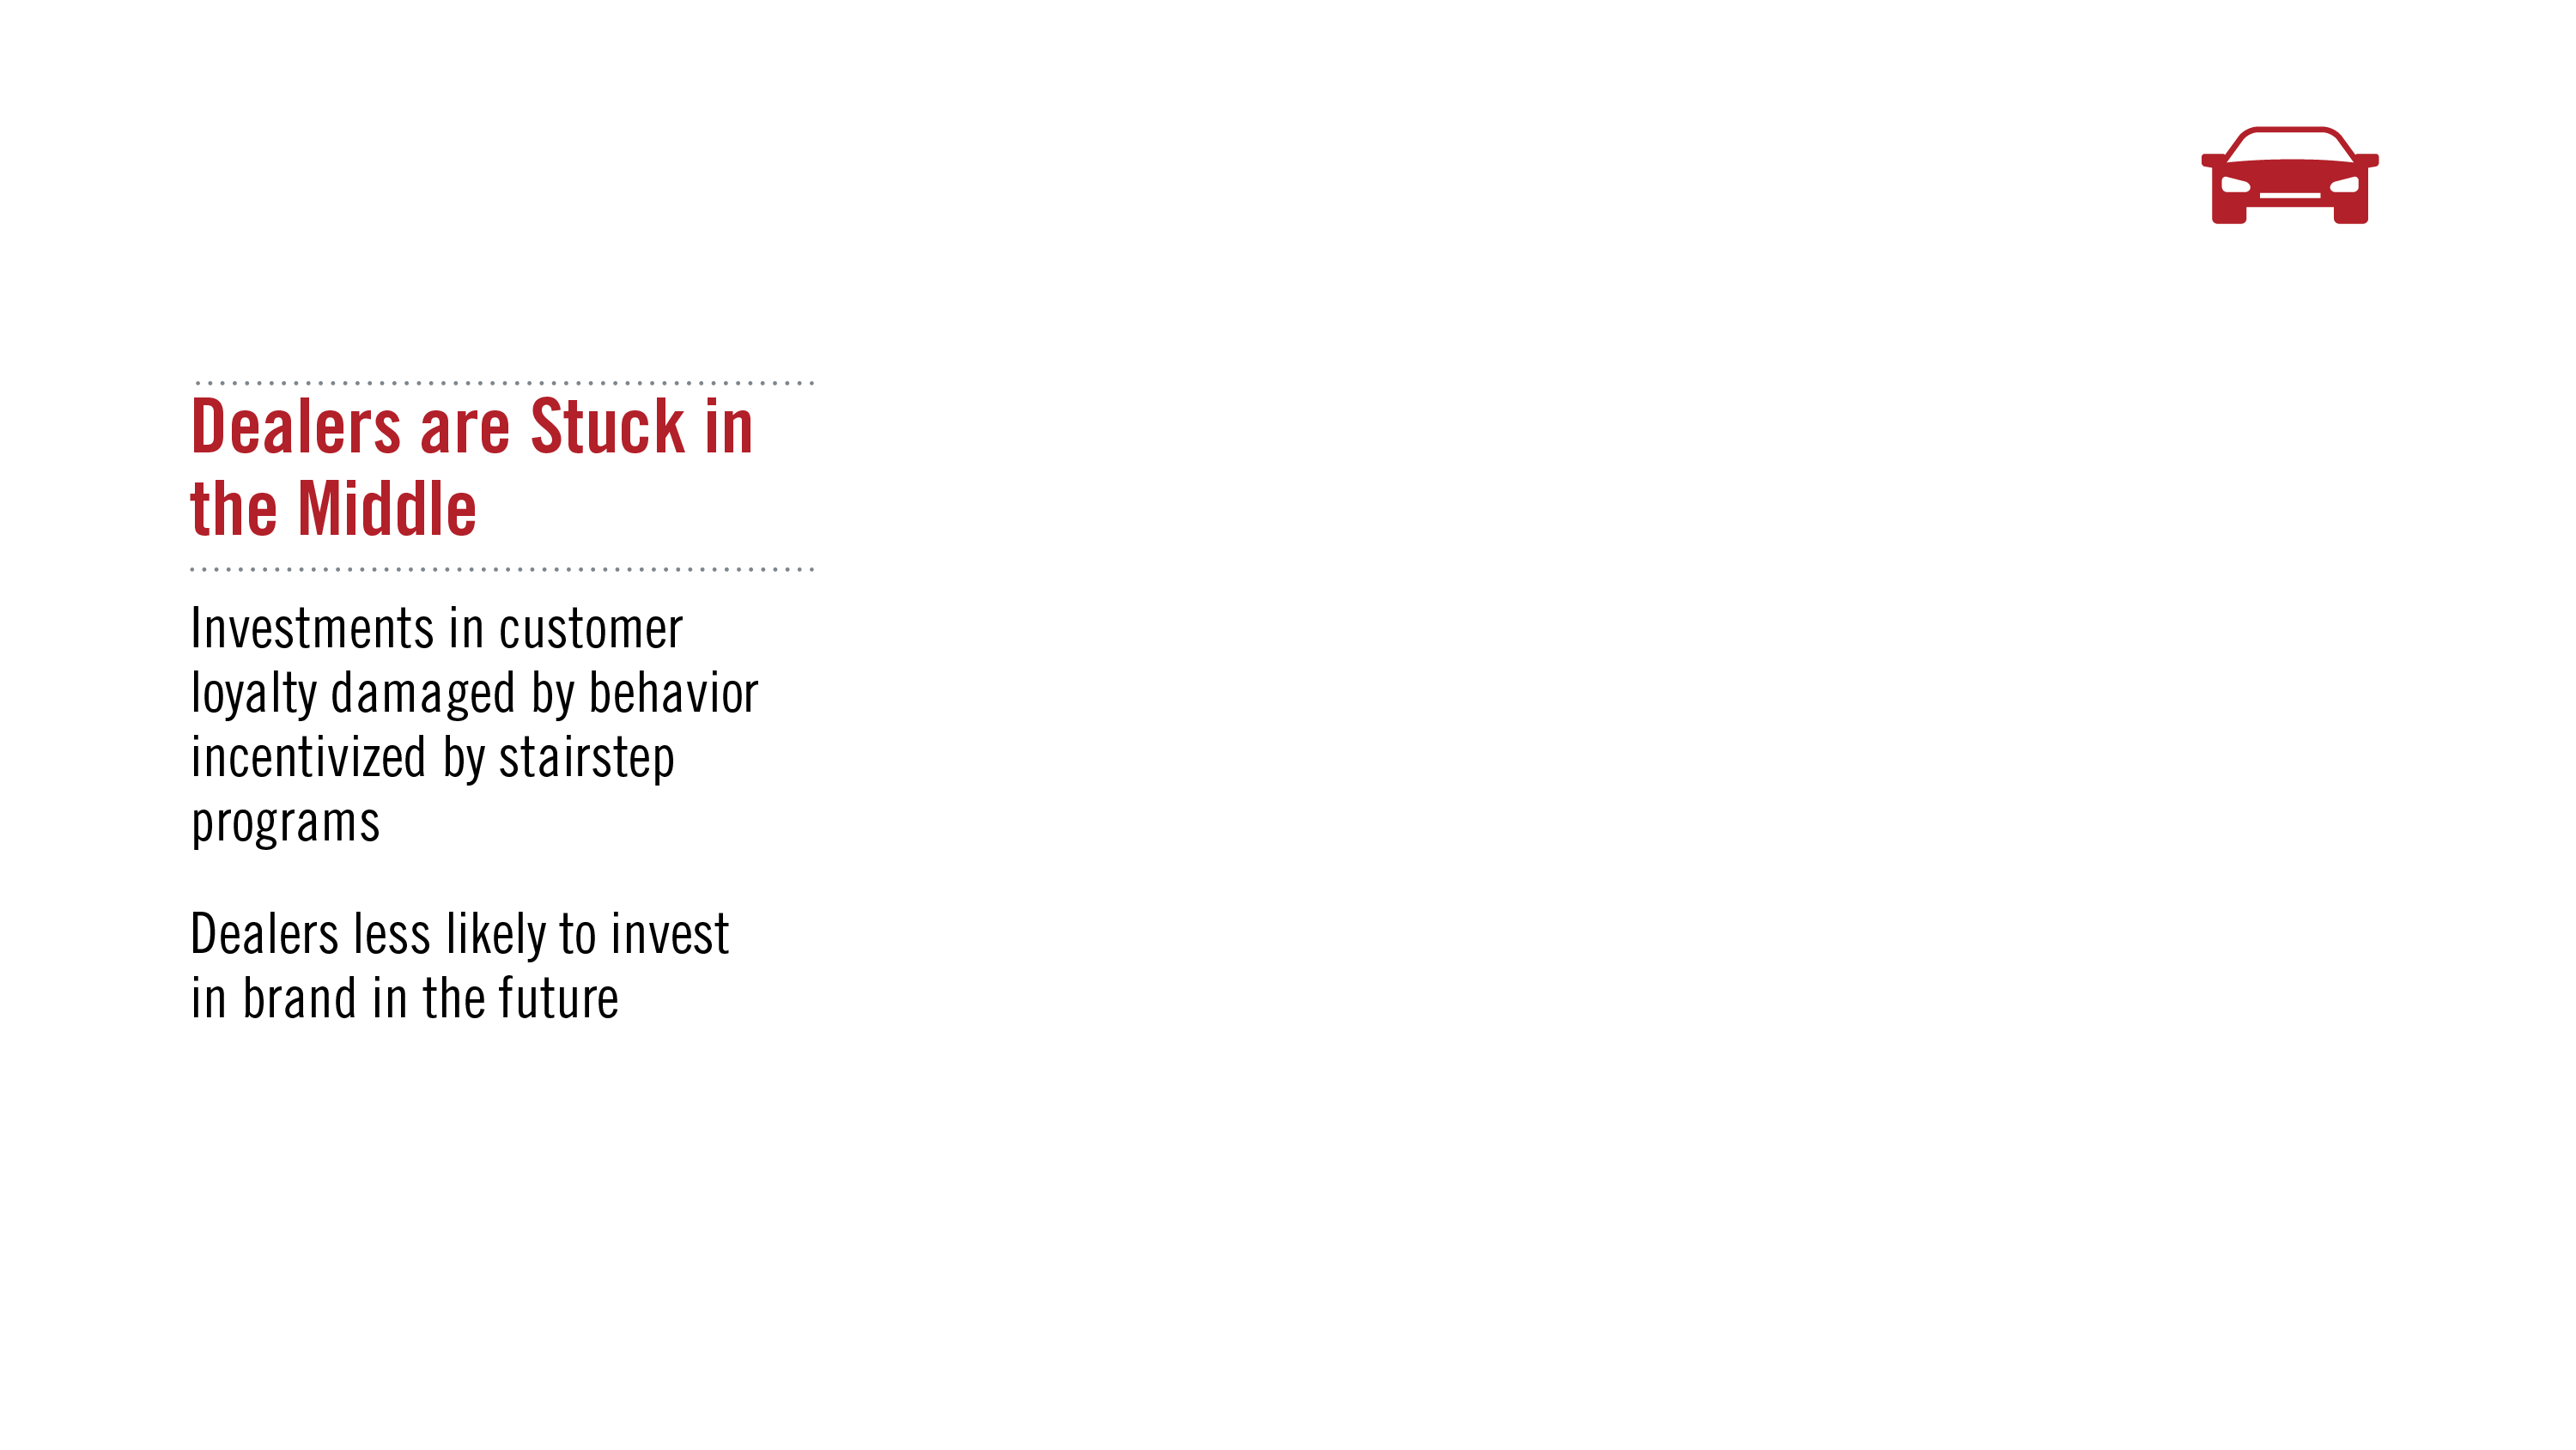 Dealers are Stuck in
the Middle
Investments in customer
loyalty damaged by behavior
incentivized by stairstep
programs
Dealers less likely to invest
in brand in the future